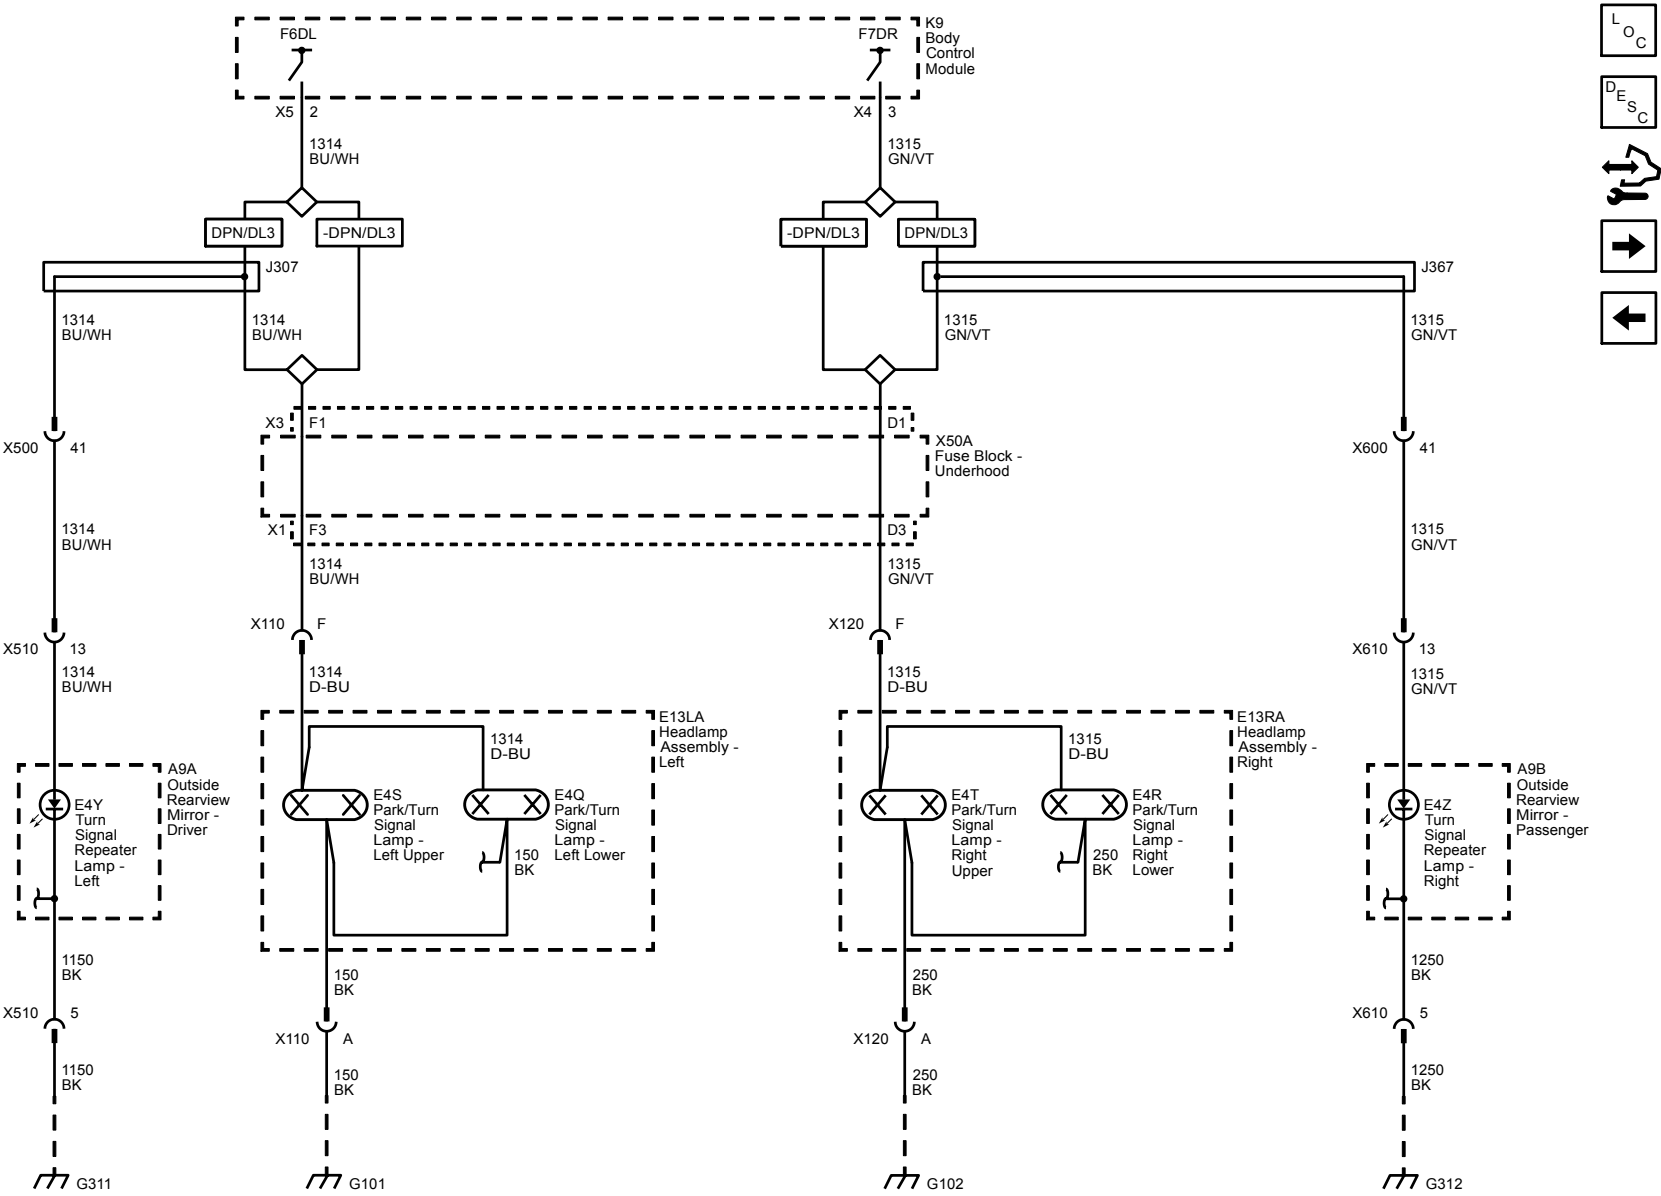 F6DL
F7DR
K9
Body
Control
Module
L
O
C
D
E
S
C
X5 2
X4 3
1314
BU/WH
1315
GN/VT
DPN/DL3
-DPN/DL3
-DPN/DL3
DPN/DL3
J307
J367
1314
BU/WH
1314
BU/WH
1315
GN/VT
1315
GN/VT
X3 F1
D1
X50A
Fuse Block -
Underhood
X500 41
X600 41
X1 F3
D3
1314
BU/WH
1315
GN/VT
1314
BU/WH
1315
GN/VT
X110 F
X120 F
X510 13
X610 13
1314
BU/WH
1314
D-BU
1315
D-BU
1315
GN/VT
E13LA
Headlamp
Assembly -
Left
E13RA
Headlamp
Assembly -
Right
1314
D-BU
1315
D-BU
A9A
Outside
Rearview
Mirror -
Driver
A9B
Outside
Rearview
Mirror -
Passenger
E4Y
Turn
Signal
Repeater
Lamp -
Left
E4S
Park/Turn
Signal
Lamp -
Left Upper
E4Q
Park/Turn
Signal
Lamp -
Left Lower
E4T
Park/Turn
Signal
Lamp -
Right
Upper
E4R
Park/Turn
Signal
Lamp -
Right
Lower
E4Z
Turn
Signal
Repeater
Lamp -
Right
150
BK
250
BK
1150
BK
150
BK
250
BK
1250
BK
X510 5
X110 A
X120 A
X610 5
1150
BK
150
BK
250
BK
1250
BK
G311
G101
G102
G312